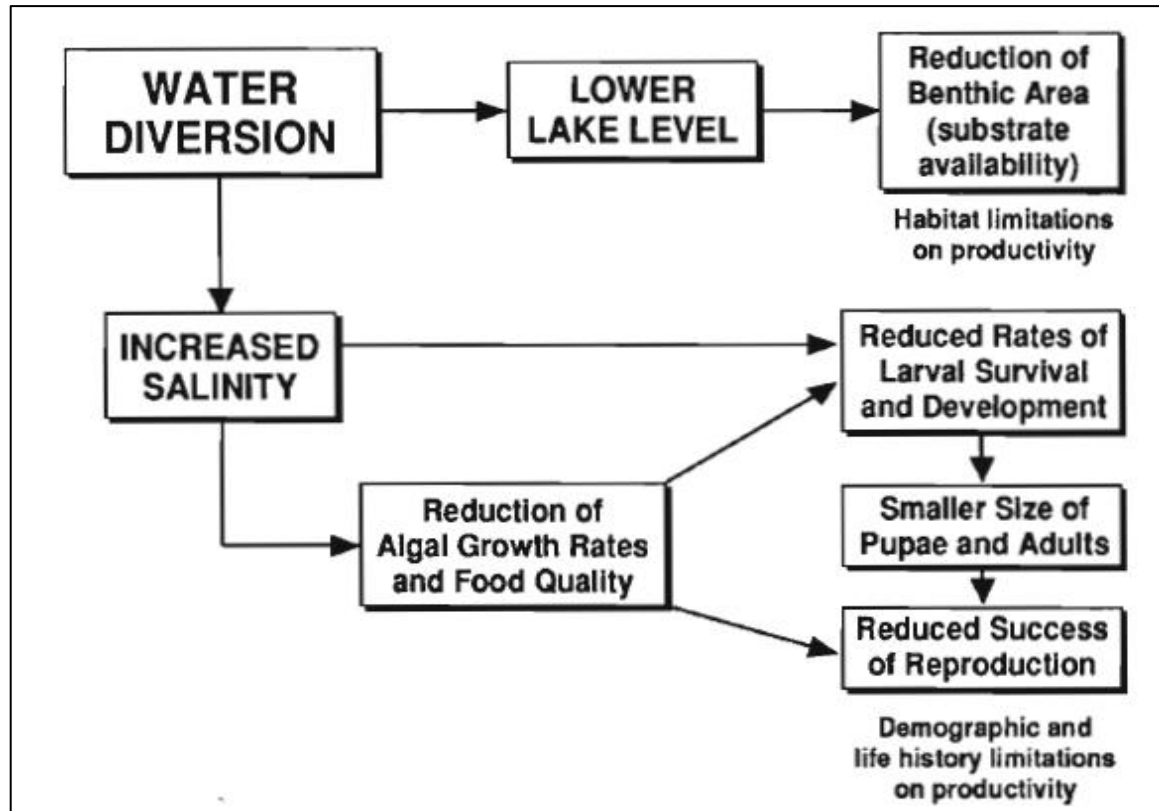 WATER
DIVERSION
LOWER
LAKE LEVEL
Reduction of
Benthic Area
(substrate
availability)
Habitat limitations
on productivity
INCREASED
SALINITY
Reduced Rates of
Larval Survival
and Development
Reduction of
Algal Growth Rates
and Food Quality
Smaller Size of
Pupae and Adults
Reduced Success
of Reproduction
Demographic and
life history limitations
on productivity